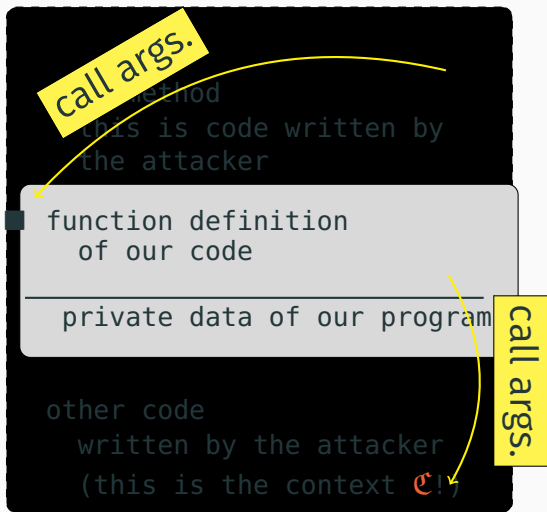 call args.
method
this is code written by
the attacker
function definition
of our code
private data of our program
call args.
other code
written by the attacker
(this is the context ℭ!)